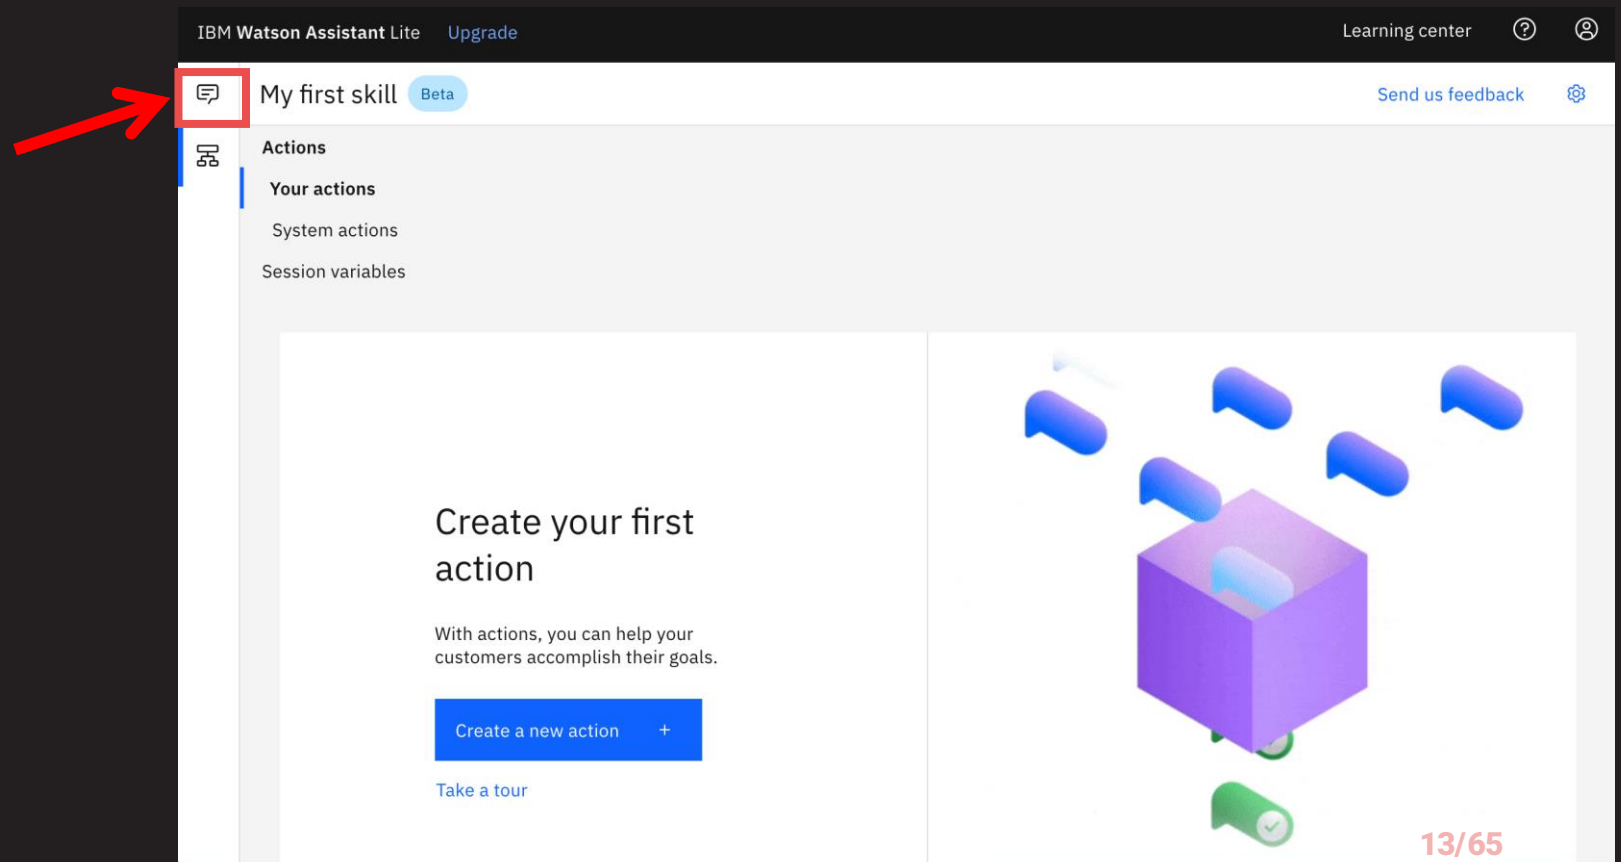 IBM Watson Assistant Lite Upgrade Learning center
My first skill Beta Send us feedback
Actions
Your actions
System actions
Session variables
Create your first
action
With actions, you can help your
customers accomplish their goals.
Create a new action +
Take a tour
13/65